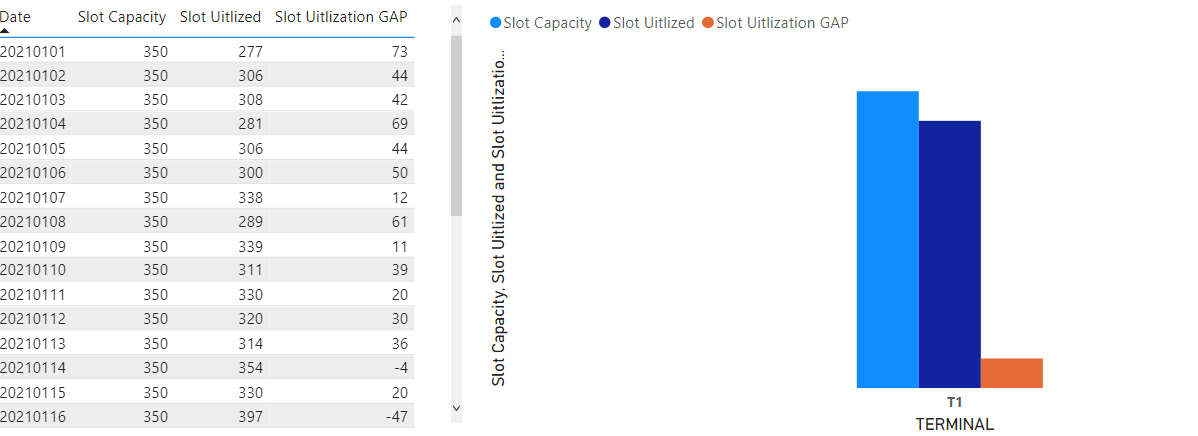 Date Slot Capacity Slot Uitlized Slot Uitlization GAP
20210101 350 277 73
20210102 350 306 44
20210103 350 308 42
20210104 350 281 69
20210105 350 306 44
20210106 350 300 50
20210107 350 338 12
20210108 350 289 61
20210109 350 339 11
20210110 350 311 39
20210111 350 330 20
20210112 350 320 30
20210113 350 314 36
20210114 350 354 -4
20210115 350 330 20
20210116 350 397 -47
Slot Capacity Slot Uitlized Slot Uitlization GAP
Slot Capacity, Slot Uitlized and Slot Uitlizatio...
T1
TERMINAL